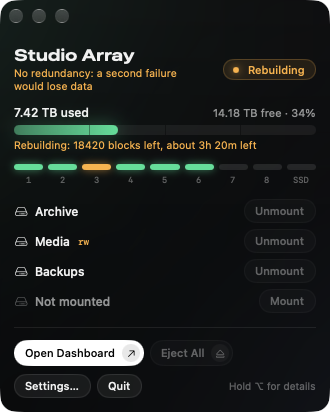 Studio Array
No redundancy: a second failure
would lose data
Rebuilding
7.42 TB used
14.18 TB free · 34%
Rebuilding: 18420 blocks left, about 3h 20m left
1 2 3 4 5 6 7 8 SSD
Archive
Unmount
Media rw
Unmount
Backups
Unmount
Not mounted
Mount
Open Dashboard
Eject All
Settings...
Quit
Hold ⌥ for details